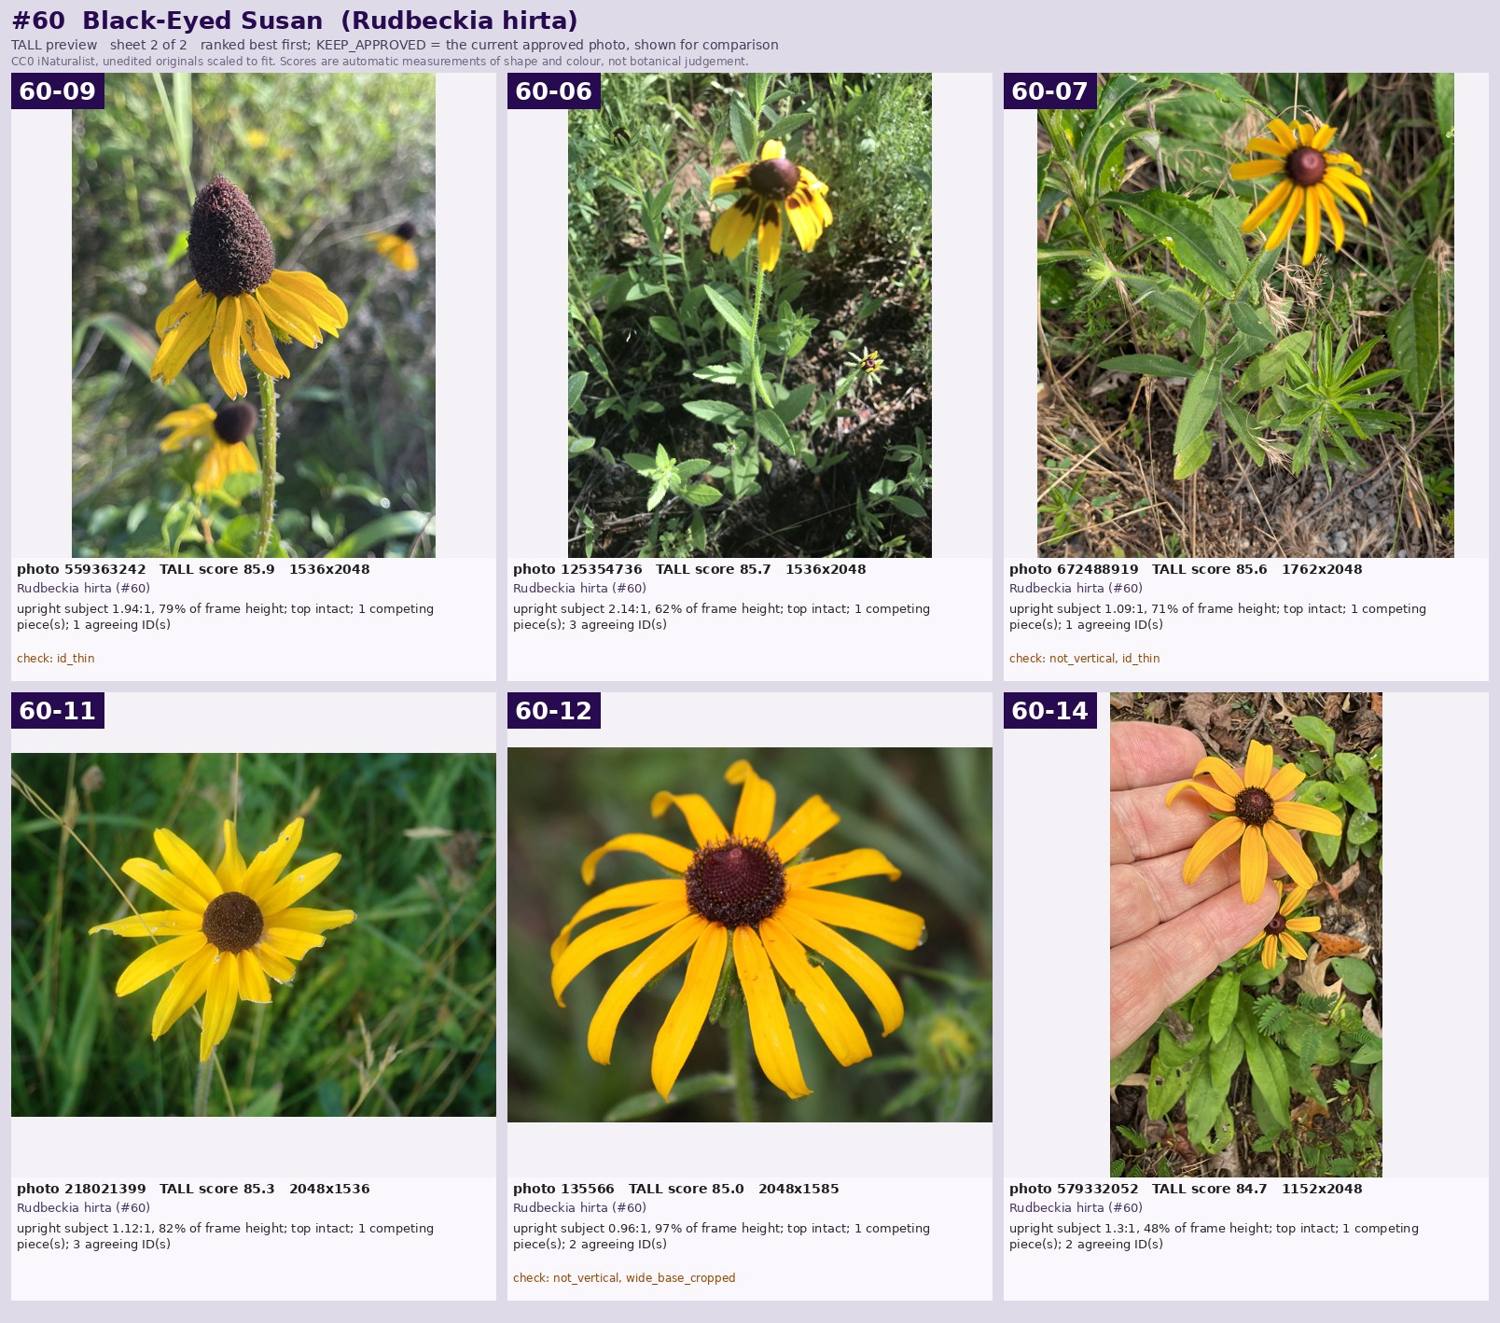 #60 Black-Eyed Susan (Rudbeckia hirta)
TALL preview sheet 2 of 2 ranked best first; KEEP_APPROVED = the current approved photo, shown for comparison
CC0 iNaturalist, unedited originals scaled to fit. Scores are automatic measurements of shape and colour, not botanical judgement.
60-09
60-06
60-07
photo 559363242 TALL score 85.9 1536x2048
Rudbeckia hirta (#60)
upright subject 1.94:1, 79% of frame height; top intact; 1 competing
piece(s); 1 agreeing ID(s)
check: id_thin
photo 125354736 TALL score 85.7 1536x2048
Rudbeckia hirta (#60)
upright subject 2.14:1, 62% of frame height; top intact; 1 competing
piece(s); 3 agreeing ID(s)
photo 672488919 TALL score 85.6 1762x2048
Rudbeckia hirta (#60)
upright subject 1.09:1, 71% of frame height; top intact; 1 competing
piece(s); 1 agreeing ID(s)
check: not_vertical, id_thin
60-11
60-12
60-14
photo 218021399 TALL score 85.3 2048x1536
Rudbeckia hirta (#60)
upright subject 1.12:1, 82% of frame height; top intact; 1 competing
piece(s); 3 agreeing ID(s)
photo 135566 TALL score 85.0 2048x1585
Rudbeckia hirta (#60)
upright subject 0.96:1, 97% of frame height; top intact; 1 competing
piece(s); 2 agreeing ID(s)
check: not_vertical, wide_base_cropped
photo 579332052 TALL score 84.7 1152x2048
Rudbeckia hirta (#60)
upright subject 1.3:1, 48% of frame height; top intact; 1 competing
piece(s); 2 agreeing ID(s)